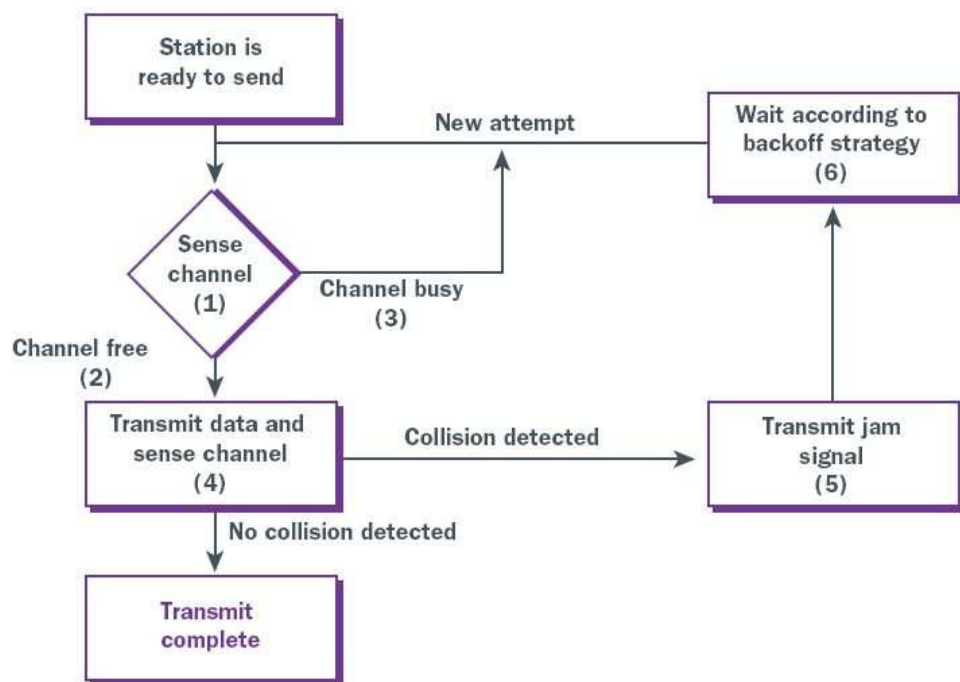 Station is
ready to send
New attempt
Wait according to
backoff strategy
(6)
Sense
channel
(1)
Channel busy
(3)
Channel free
(2)
Transmit data and
sense channel
(4)
Collision detected
Transmit jam
signal
(5)
No collision detected
Transmit
complete